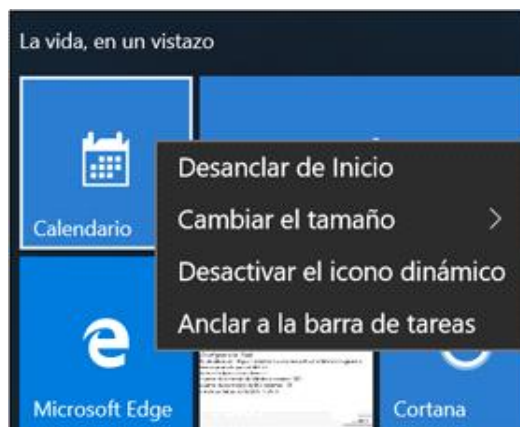 La vida, en un vistazo
Calendario
Desanclar de Inicio
Cambiar el tamaño
Desactivar el icono dinámico
Anclar a la barra de tareas
Microsoft Edge
Cortana